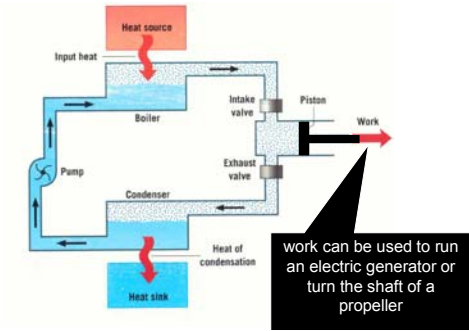 Heat source
Input heat
Boiler
Intake
valve
Piston
Work
Pump
Exhaust
valve
Condenser
Heat of
condensation
Heat sink
work can be used to run
an electric generator or
turn the shaft of a
propeller